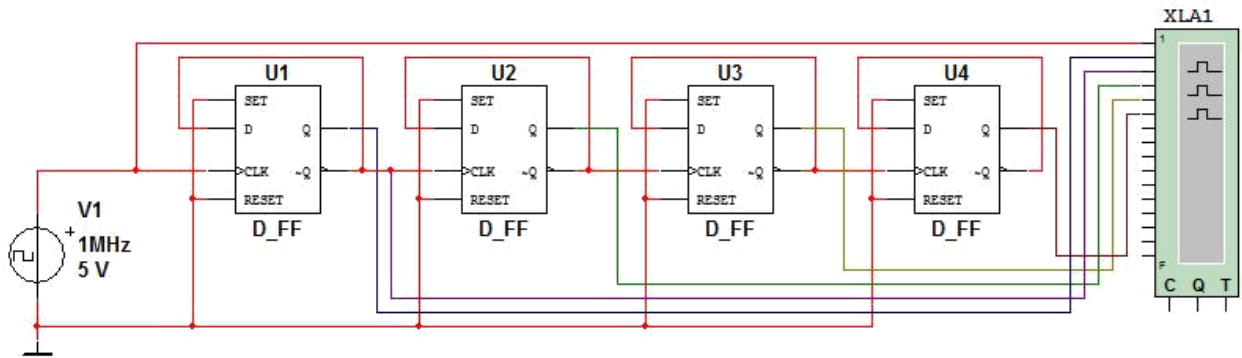 XLA1
1
F
C Q T
U1
SET
D Q
CLK ~Q
RESET
D_FF
U2
SET
D Q
CLK ~Q
RESET
D_FF
U3
SET
D Q
CLK ~Q
RESET
D_FF
U4
SET
D Q
CLK ~Q
RESET
D_FF
V1
+
1MHz
5 V